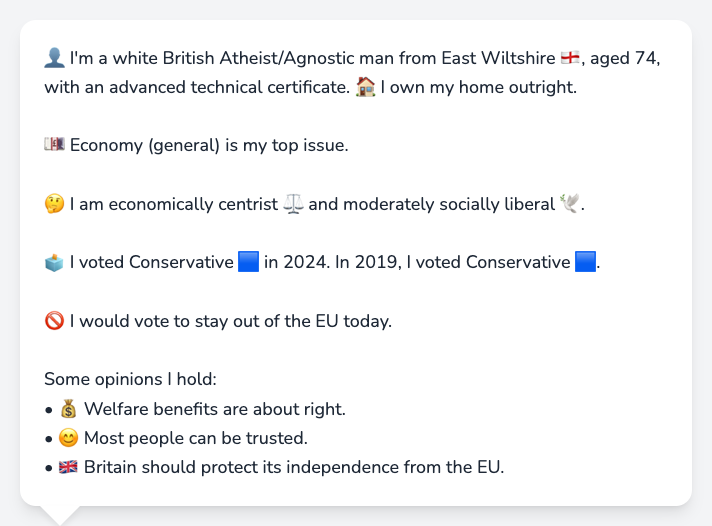 👤 I'm a white British Atheist/Agnostic man from East Wiltshire 🏴󠁧󠁢󠁥󠁮󠁧󠁿, aged 74,
with an advanced technical certificate. 🏠 I own my home outright.
💷 Economy (general) is my top issue.
🤔 I am economically centrist ⚖️ and moderately socially liberal 🕊️.
🗳️ I voted Conservative 🟦 in 2024. In 2019, I voted Conservative 🟦.
🚫 I would vote to stay out of the EU today.
Some opinions I hold:
• 💰 Welfare benefits are about right.
• 😊 Most people can be trusted.
• 🇬🇧 Britain should protect its independence from the EU.